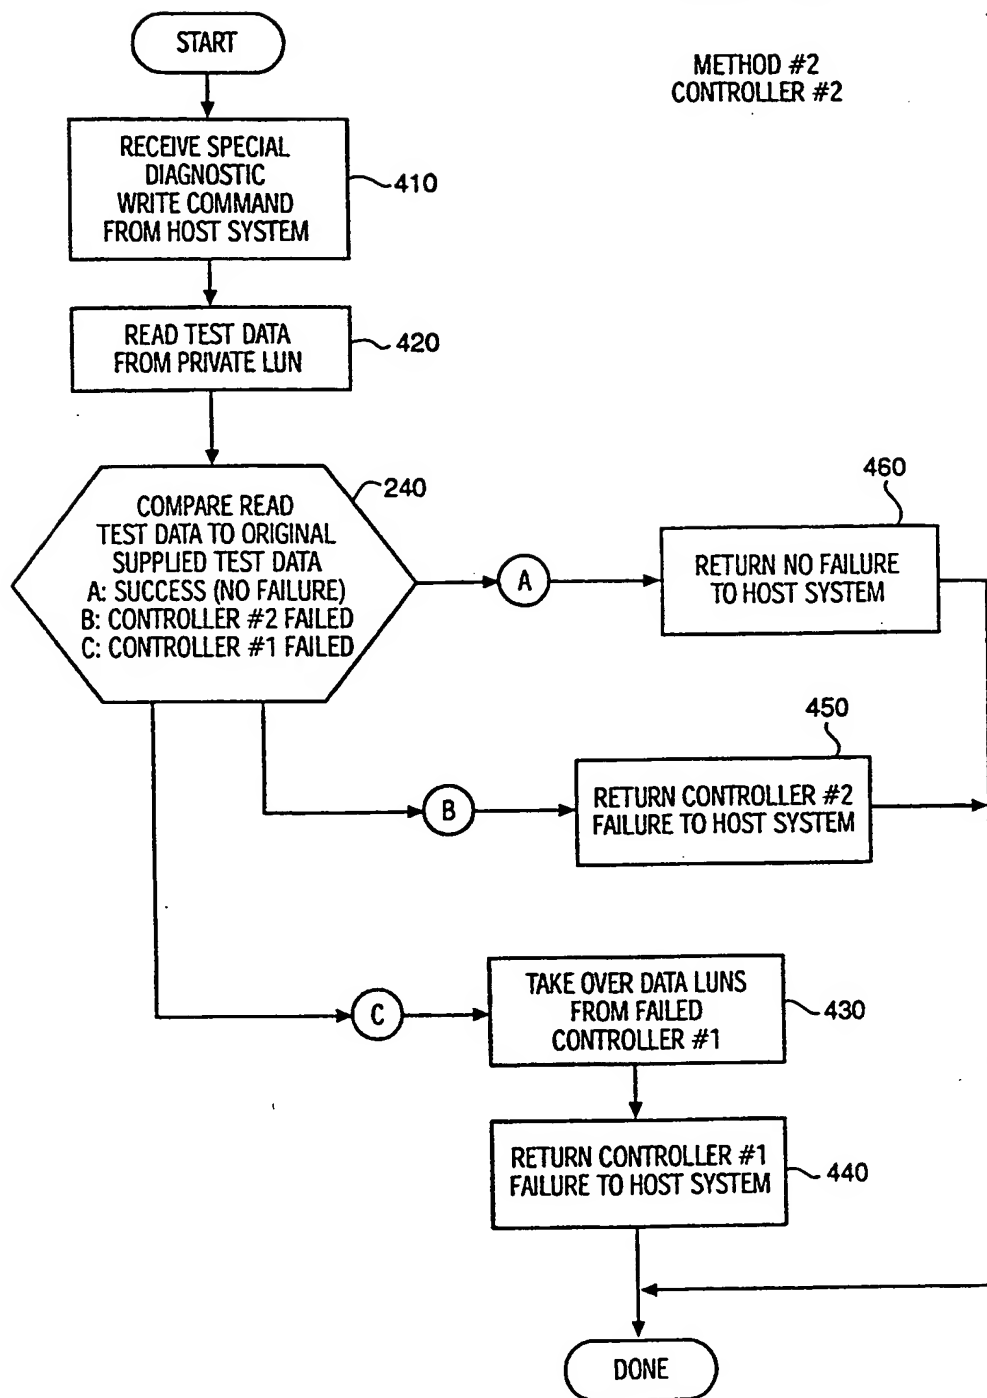 START
METHOD #2
CONTROLLER #2
RECEIVE SPECIAL
DIAGNOSTIC
WRITE COMMAND
FROM HOST SYSTEM
410
READ TEST DATA
FROM PRIVATE LUN
420
COMPARE READ
TEST DATA TO ORIGINAL
SUPPLIED TEST DATA
A: SUCCESS (NO FAILURE)
B: CONTROLLER #2 FAILED
C: CONTROLLER #1 FAILED
240
A
460
RETURN NO FAILURE
TO HOST SYSTEM
B
450
RETURN CONTROLLER #2
FAILURE TO HOST SYSTEM
C
TAKE OVER DATA LUNS
FROM FAILED
CONTROLLER #1
430
RETURN CONTROLLER #1
FAILURE TO HOST SYSTEM
440
DONE